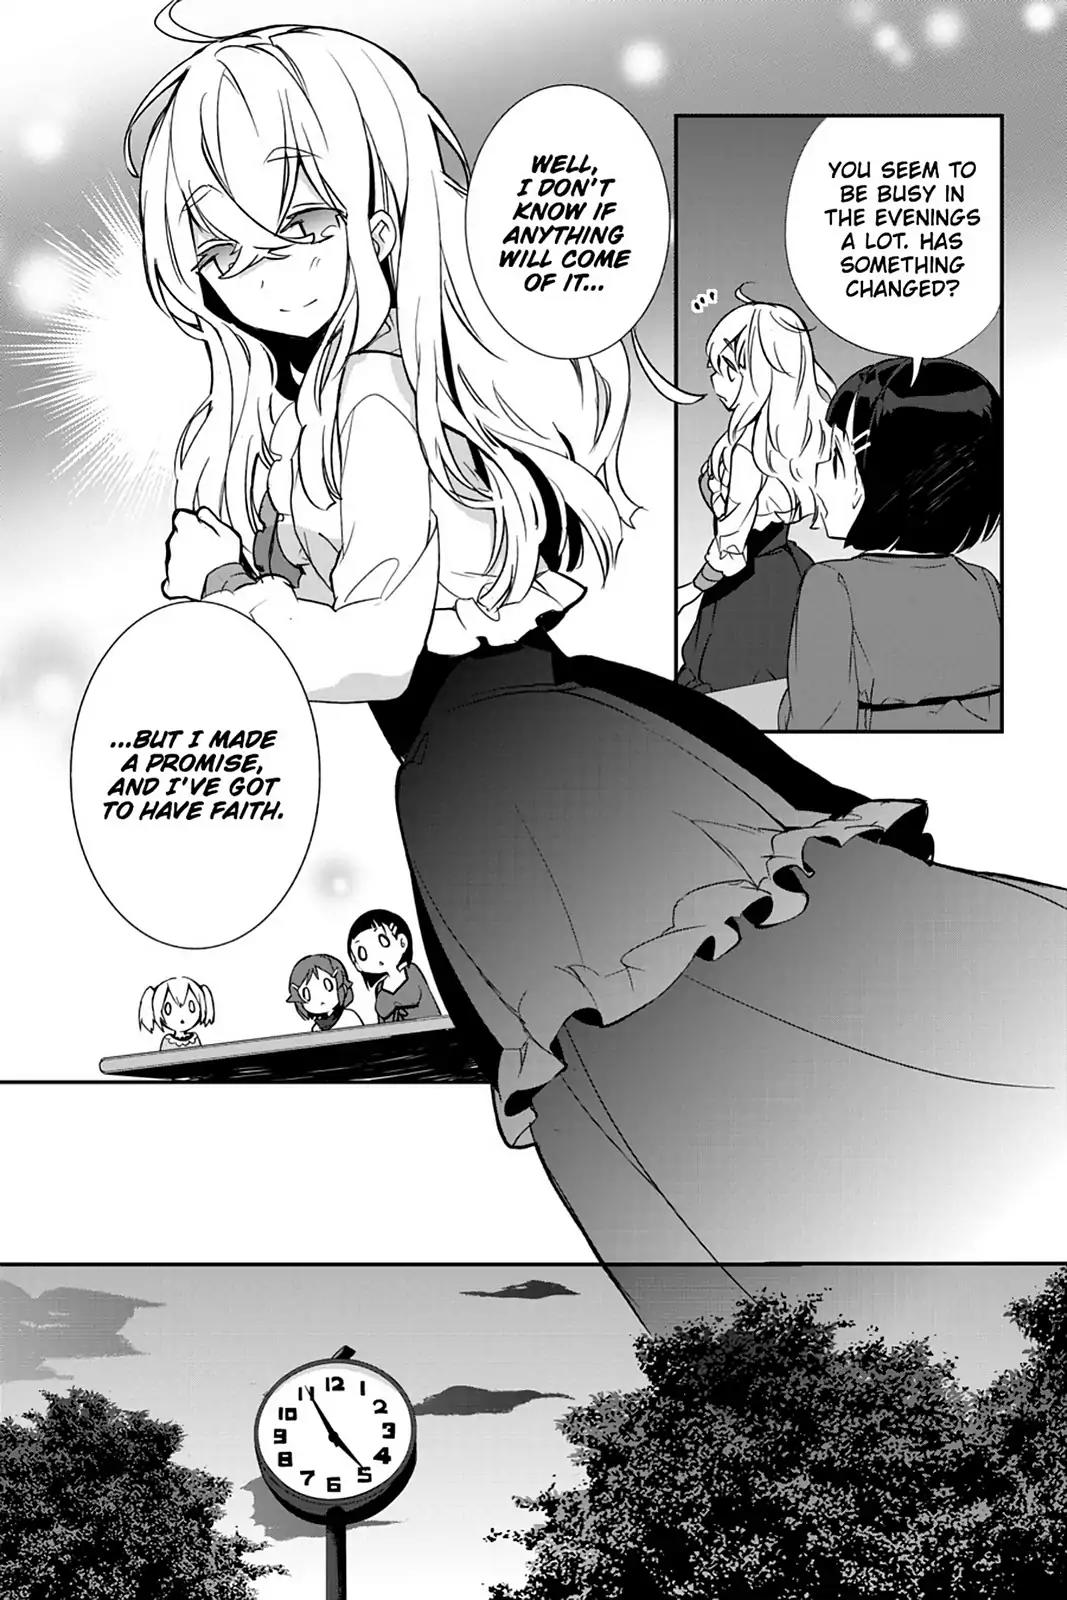 YOU SEEM TO
BE BUSY IN
THE EVENINGS
A LOT. HAS
SOMETHING
CHANGED?
WELL,
I DON'T
KNOW IF
ANYTHING
WILL COME
OF IT...
...BUT I MADE
A PROMISE,
AND I'VE GOT
TO HAVE FAITH.
12
1
2
3
4
5
6
7
8
9
10
11